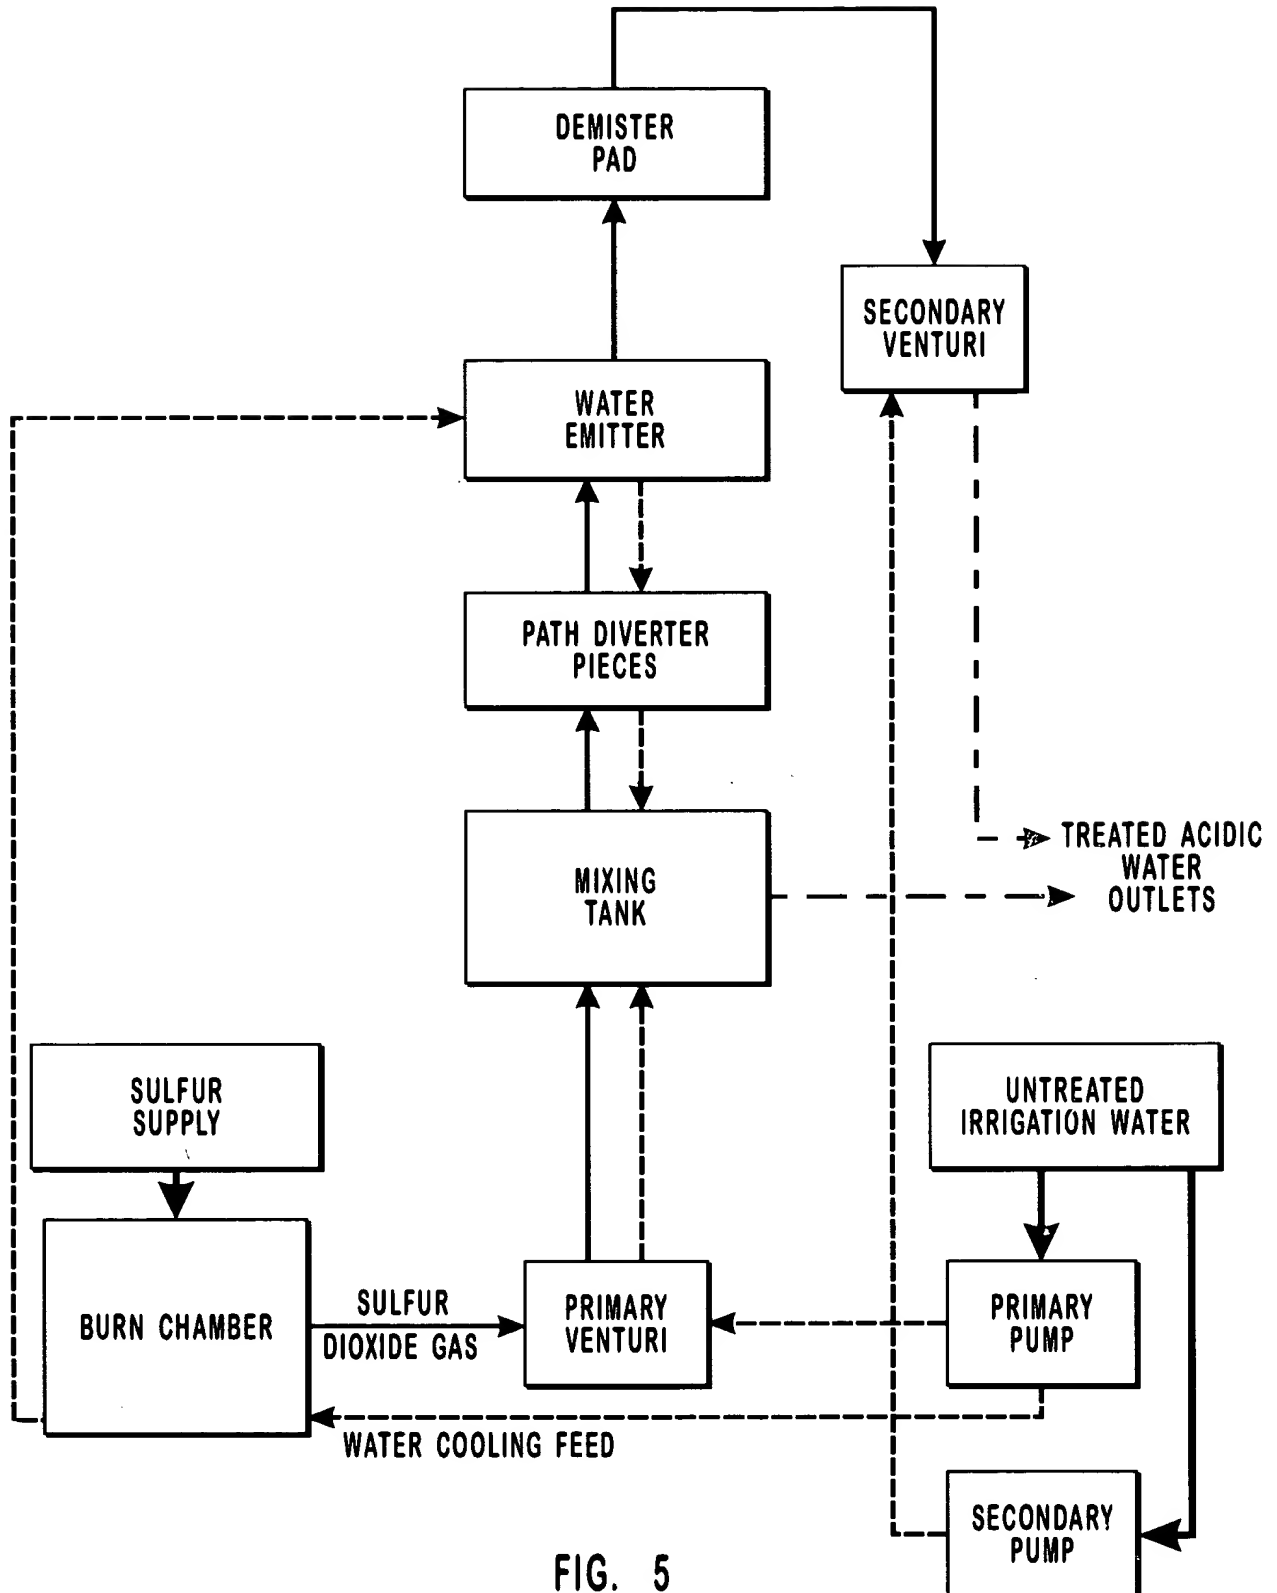 DEMISTER
PAD
SECONDARY
VENTURI
WATER
EMITTER
PATH DIVERTER
PIECES
MIXING
TANK
TREATED ACIDIC
WATER
OUTLETS
SULFUR
SUPPLY
UNTREATED
IRRIGATION WATER
BURN CHAMBER
SULFUR
DIOXIDE GAS
PRIMARY
VENTURI
PRIMARY
PUMP
WATER COOLING FEED
SECONDARY
PUMP
FIG. 5